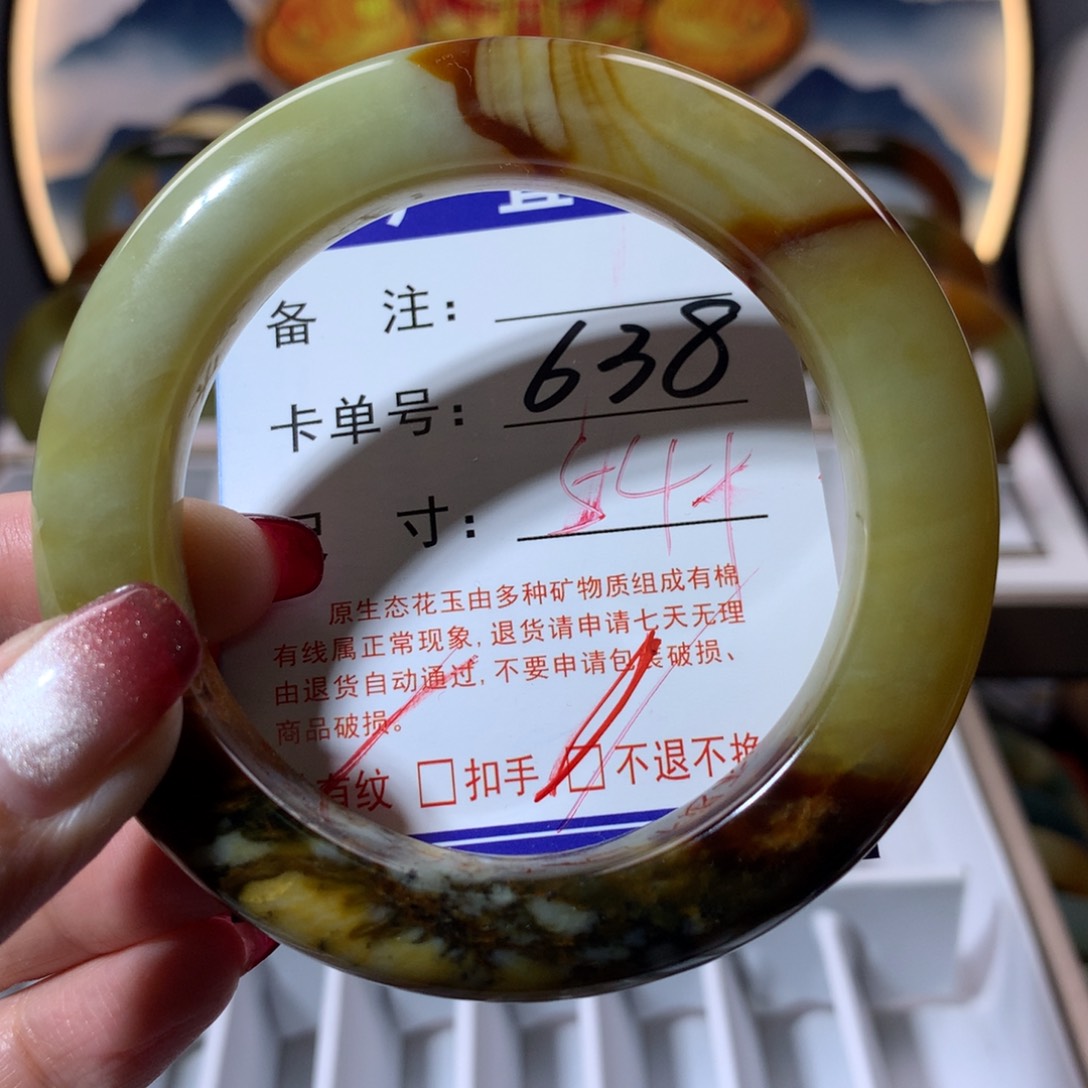 备 注：
卡单号： 638
寸： 54+
原生态花玉由多种矿物质组成有棉
有线属正常现象, 退货请申请七天无理
由退货自动通过, 不要申请包装破损、
商品破损。
有纹 □扣手 □不退不换